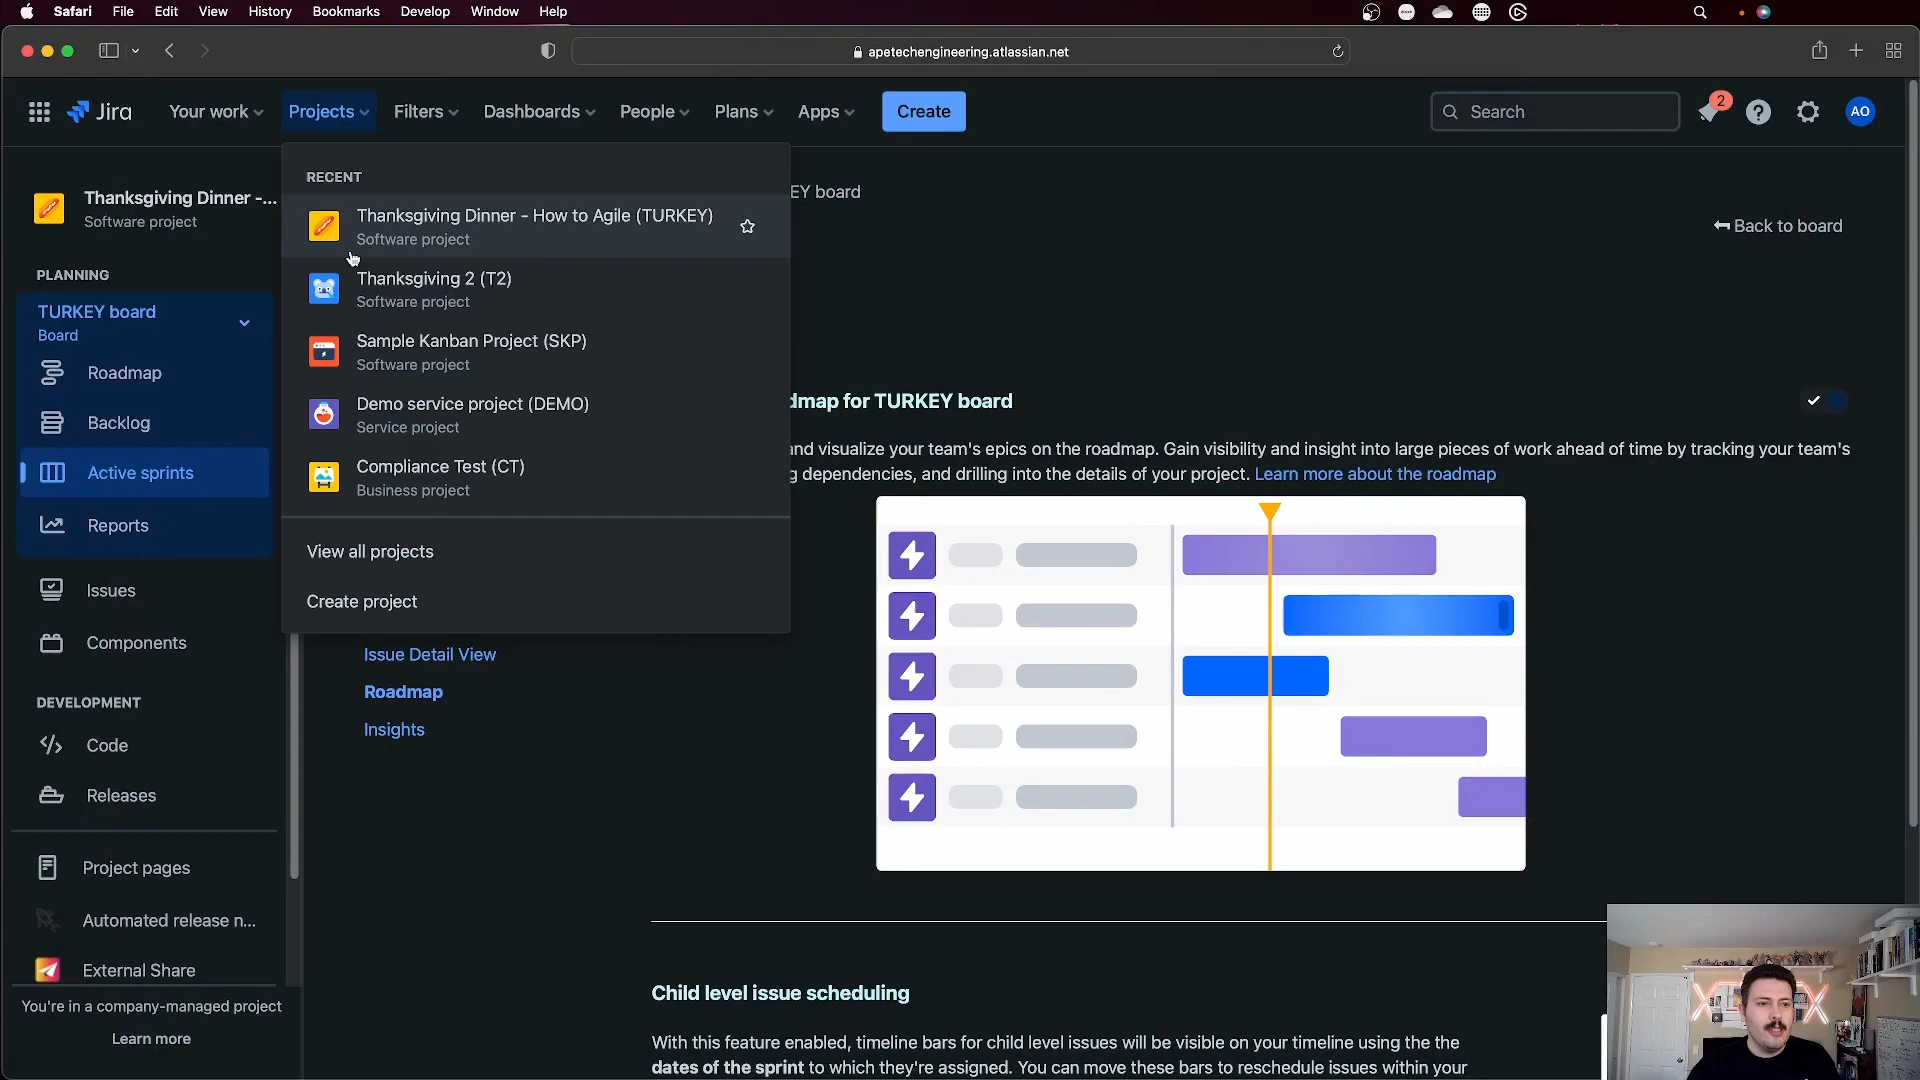 Safari File Edit View History Bookmarks Develop Window Help
zoom
apetechengineering.atlassian.net
Jira Your work Projects Filters Dashboards People Plans Apps Create Search 2 AO
Thanksgiving Dinner -...
Software project
PLANNING
TURKEY board
Board
Roadmap
Backlog
Active sprints
Reports
Issues
Components
DEVELOPMENT
Code
Releases
Project pages
Automated release n...
External Share
You're in a company-managed project
Learn more
RECENT
Thanksgiving Dinner - How to Agile (TURKEY)
Software project
Thanksgiving 2 (T2)
Software project
Sample Kanban Project (SKP)
Software project
Demo service project (DEMO)
Service project
Compliance Test (CT)
Business project
View all projects
Create project
Issue Detail View
Roadmap
Insights
EY board
Back to board
dmap for TURKEY board
and visualize your team's epics on the roadmap. Gain visibility and insight into large pieces of work ahead of time by tracking your team's
g dependencies, and drilling into the details of your project. Learn more about the roadmap
Child level issue scheduling
With this feature enabled, timeline bars for child level issues will be visible on your timeline using the the
dates of the sprint to which they're assigned. You can move these bars to reschedule issues within your